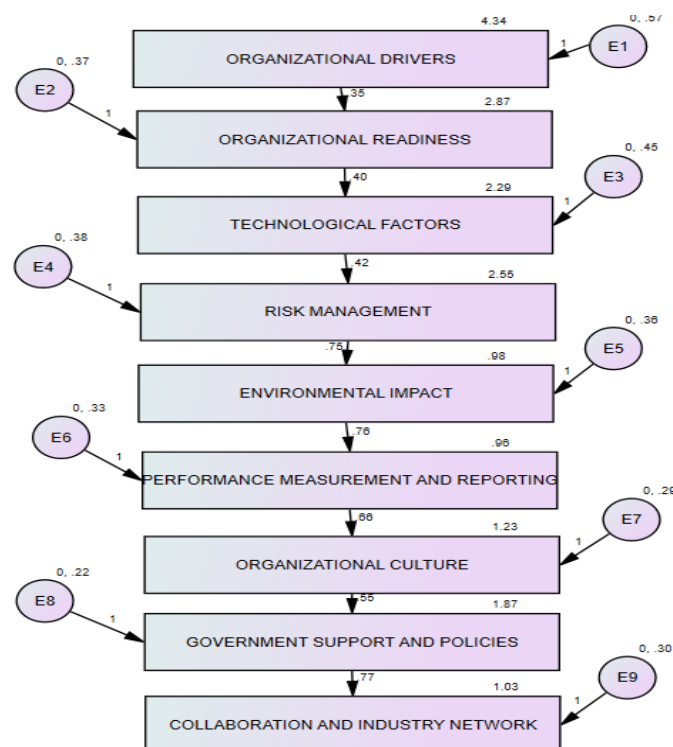 4.34
0, .57
E1
1
ORGANIZATIONAL DRIVERS
0, .37
E2
1
.35
2.87
ORGANIZATIONAL READINESS
0, .45
E3
1
.40
2.29
TECHNOLOGICAL FACTORS
0, .38
E4
1
.42
2.55
RISK MANAGEMENT
0, .36
E5
1
.75
.98
ENVIRONMENTAL IMPACT
0, .33
E6
1
.76
.96
PERFORMANCE MEASUREMENT AND REPORTING
0, .29
E7
1
.66
1.23
ORGANIZATIONAL CULTURE
0, .22
E8
1
.55
1.87
GOVERNMENT SUPPORT AND POLICIES
0, .30
E9
1
.77
1.03
COLLABORATION AND INDUSTRY NETWORK